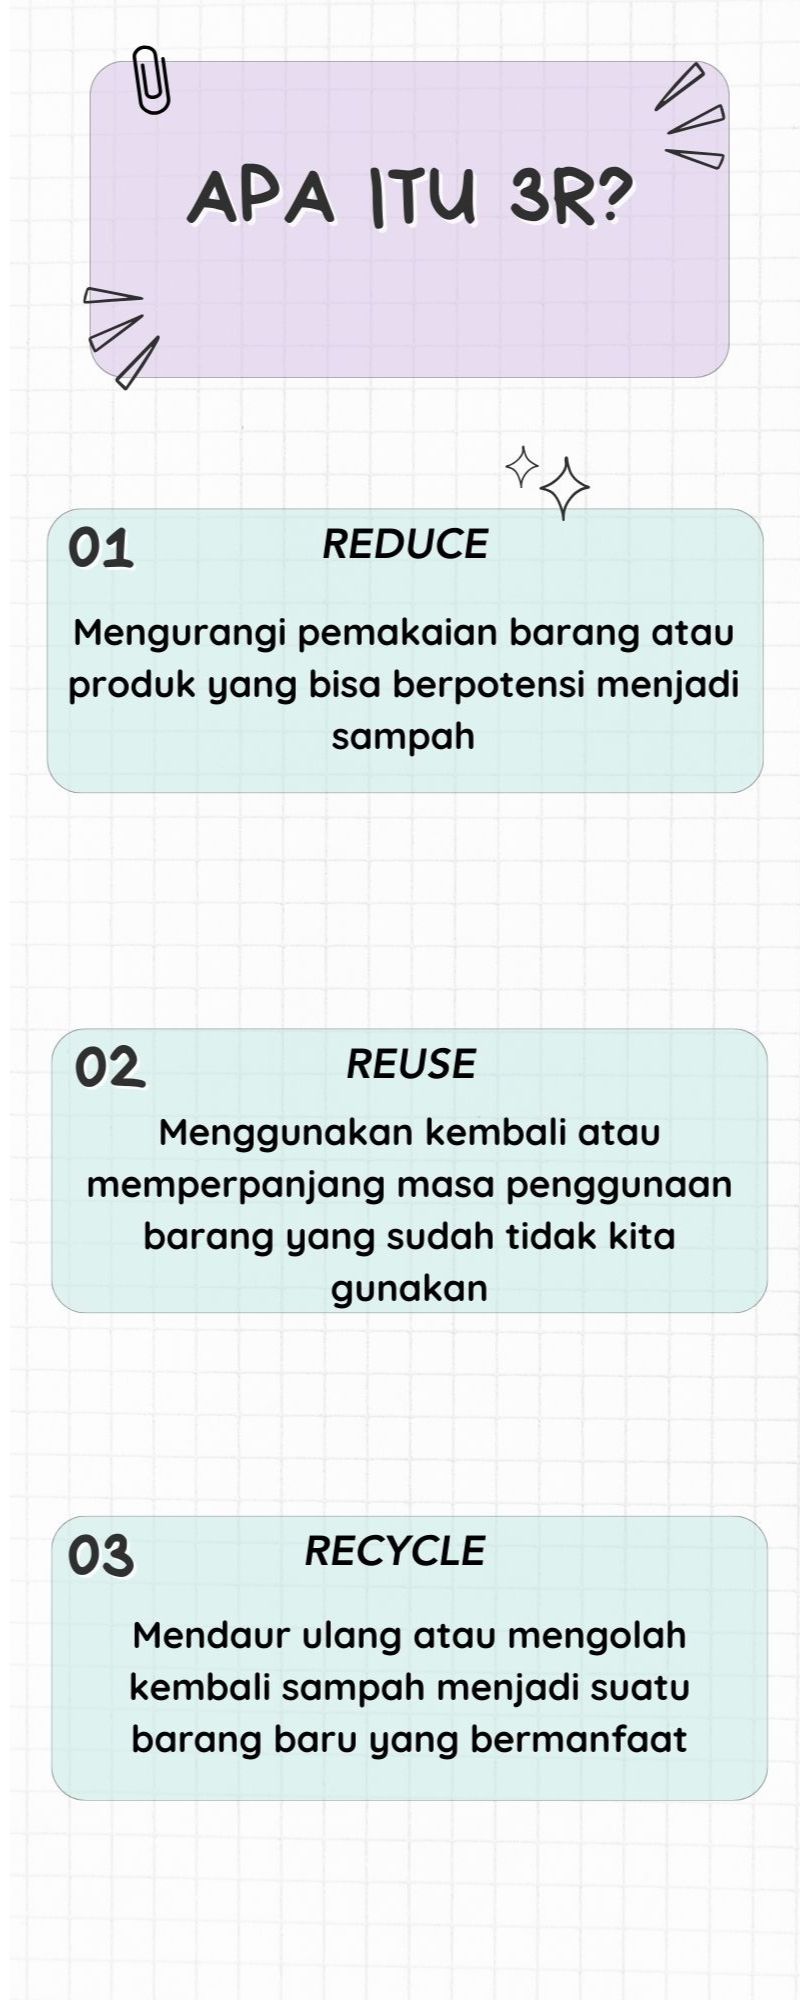 APA ITU 3R?
01
REDUCE
Mengurangi pemakaian barang atau
produk yang bisa berpotensi menjadi
sampah
02
REUSE
Menggunakan kembali atau
memperpanjang masa penggunaan
barang yang sudah tidak kita
gunakan
03
RECYCLE
Mendaur ulang atau mengolah
kembali sampah menjadi suatu
barang baru yang bermanfaat